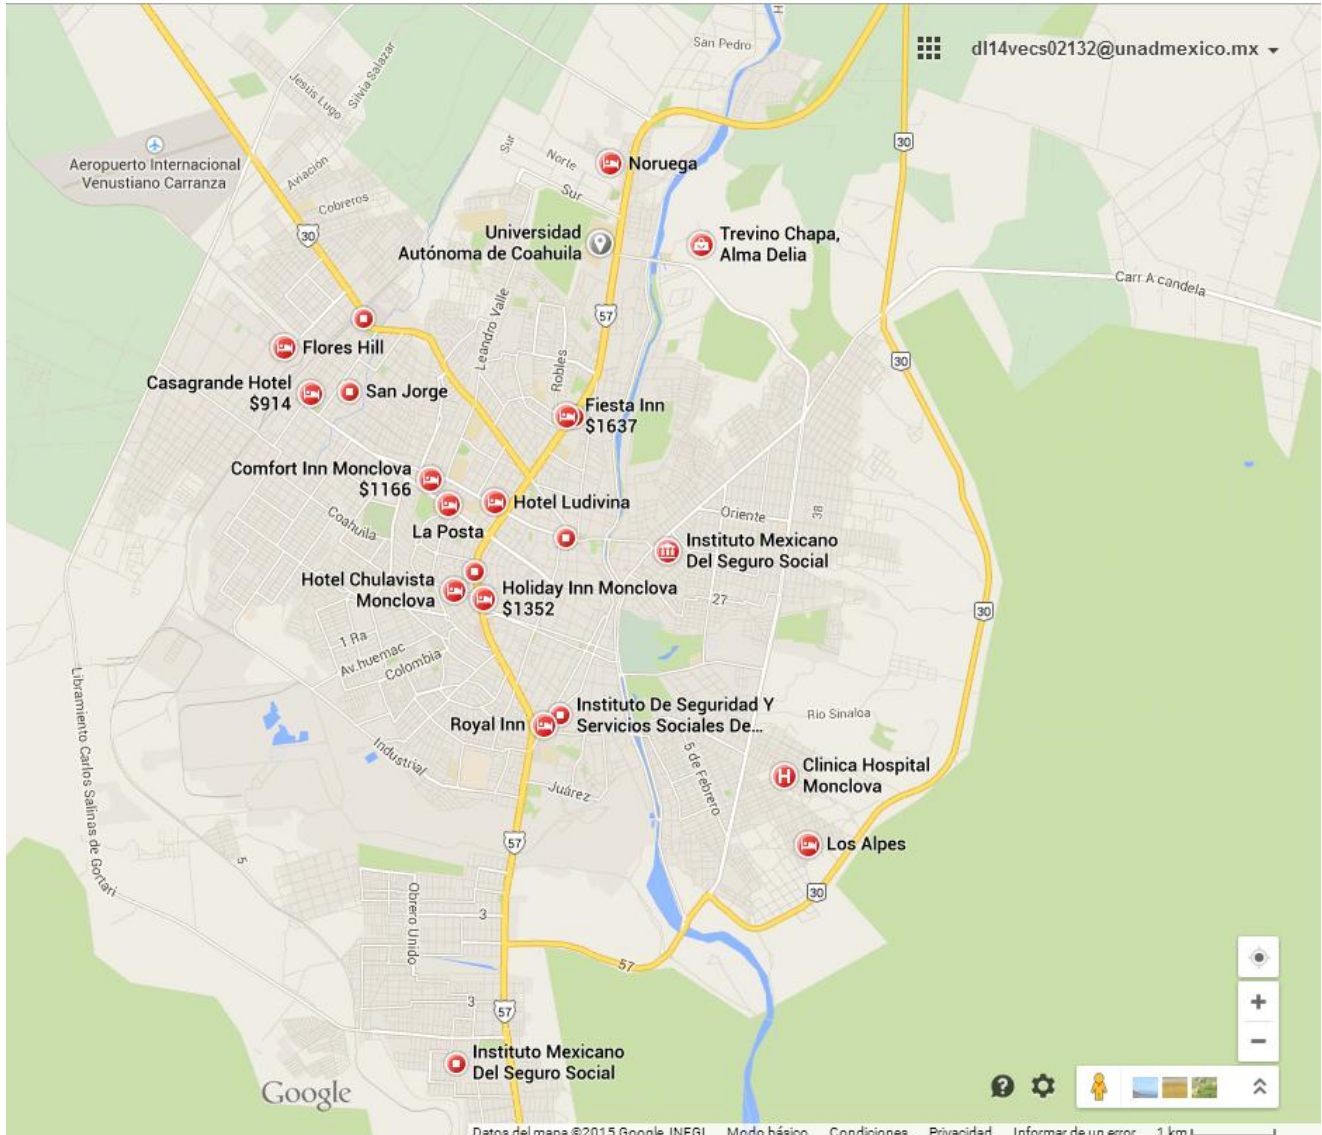 San Pedro
H
dl14vecs02132@unadmexico.mx
Jesús Lugo
Silvia Salazar
30
Aeropuerto Internacional
Venustiano Carranza
Aviación
Cobreros
Sur
Norte
Sur
Noruega
30
Universidad
Autónoma de Coahuila
Trevino Chapa,
Alma Delia
Carr A candela
57
Leandro Valle
Robles
Flores Hill
30
Casagrande Hotel
$914
San Jorge
Fiesta Inn
$1637
Comfort Inn Monclova
$1166
La Posta
Hotel Ludivina
Coahuila
Oriente
38
Instituto Mexicano
Del Seguro Social
Hotel Chulavista
Monclova
Holiday Inn Monclova
$1352
27
30
1 Ra
Av.huemac
Colombia
Libramiento Carlos Salinas de Gortari
Royal Inn
Instituto De Seguridad Y
Servicios Sociales De...
Rio Sinaloa
Industrial
Juárez
5 de Febrero
Clinica Hospital
Monclova
57
Los Alpes
5
30
Obrero Unido
3
57
3
57
Instituto Mexicano
Del Seguro Social
Google
H
Datos del mapa ©2015 Google, INEGI
Modo básico
Condiciones
Privacidad
Informar de un error
1 km